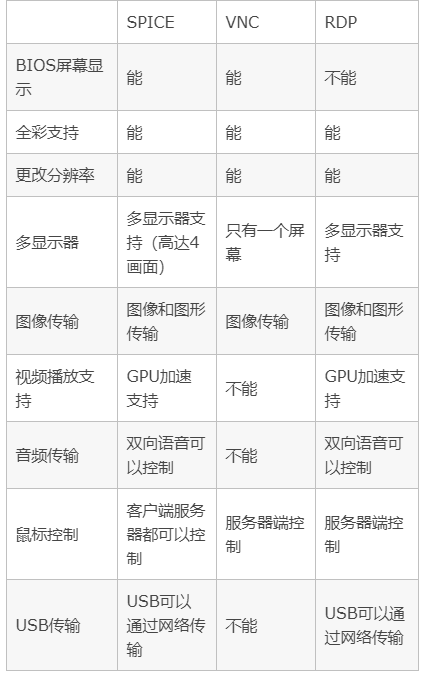 SPICE VNC RDP
BIOS屏幕显示 能 能 不能
全彩支持 能 能 能
更改分辨率 能 能 能
多显示器 多显示器支持（高达4画面） 只有一个屏幕 多显示器支持
图像传输 图像和图形传输 图像传输 图像和图形传输
视频播放支持 GPU加速支持 不能 GPU加速支持
音频传输 双向语音可以控制 不能 双向语音可以控制
鼠标控制 客户端服务器都可以控制 服务器端控制 服务器端控制
USB传输 USB可以通过网络传输 不能 USB可以通过网络传输